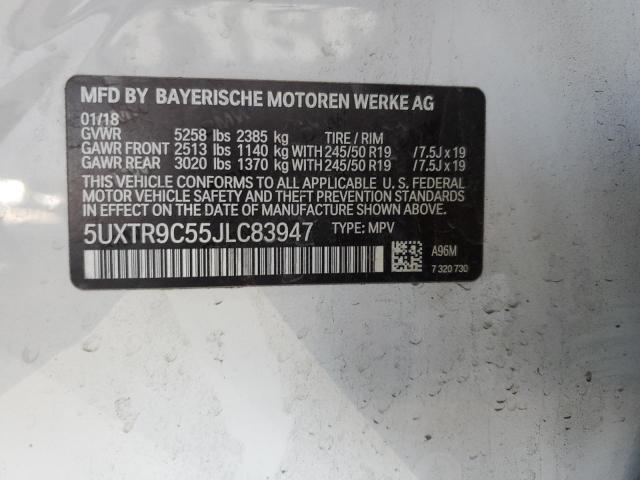 MFD BY BAYERISCHE MOTOREN WERKE AG
01/18
GVWR 5258 lbs 2385 kg TIRE / RIM
GAWR FRONT 2513 lbs 1140 kg WITH 245/50 R19 /7.5J x 19
GAWR REAR 3020 lbs 1370 kg WITH 245/50 R19 /7.5J x 19
THIS VEHICLE CONFORMS TO ALL APPLICABLE U. S. FEDERAL
MOTOR VEHICLE SAFETY, BUMPER, AND THEFT PREVENTION
STANDARDS IN EFFECT ON THE DATE OF MANUFACTURE SHOWN ABOVE.
5UXTR9C55JLC83947 TYPE: MPV
A96M
7 320 730